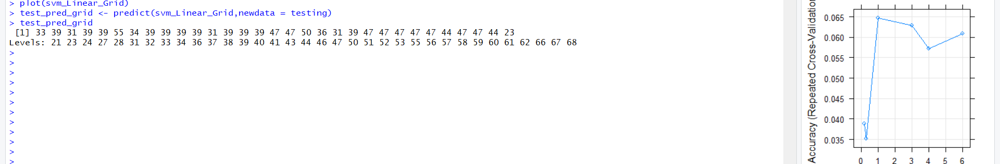 > plot(svm_Linear_Grid)
> test_pred_grid <- predict(svm_Linear_Grid,newdata = testing)
> test_pred_grid
[1] 33 39 31 39 39 55 34 39 39 39 39 31 39 39 39 47 47 50 36 31 39 47 47 47 47 47 44 47 47 44 23
Levels: 21 23 24 27 28 31 32 33 34 36 37 38 39 40 41 43 44 46 47 50 51 52 53 55 56 57 58 59 60 61 62 66 67 68
>
>
>
>
>
>
>
>
>
>
>
>
Accuracy (Repeated Cross-Validation
0.065
0.060
0.055
0.050
0.045
0.040
0.035
0 1 2 3 4 5 6